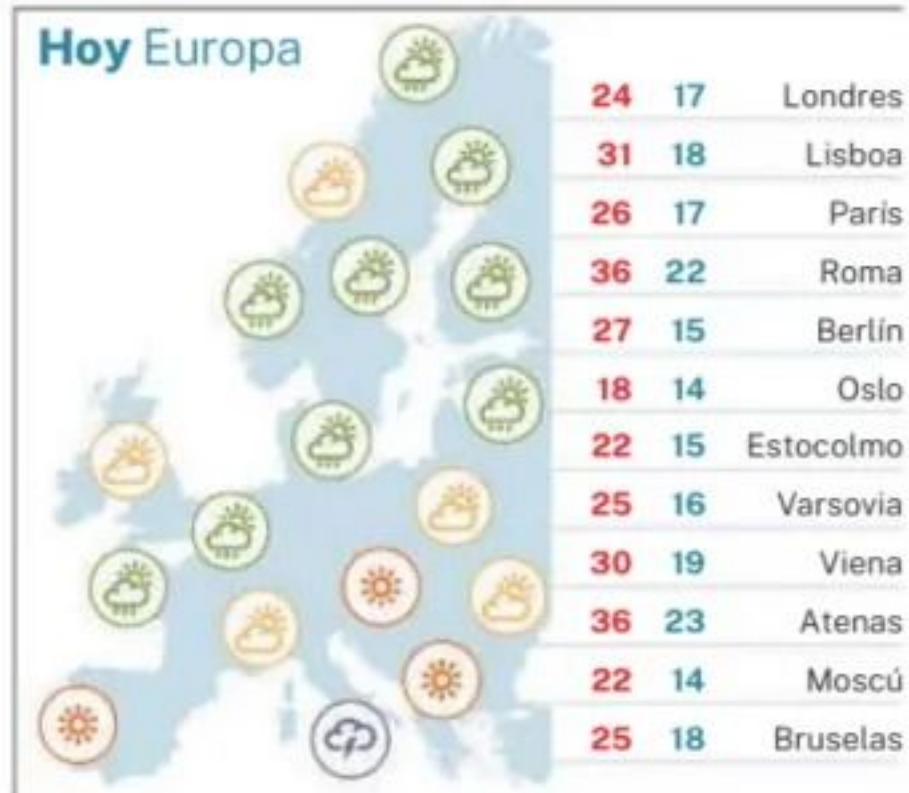 Hoy Europa
24 17 Londres
31 18 Lisboa
26 17 París
36 22 Roma
27 15 Berlín
18 14 Oslo
22 15 Estocolmo
25 16 Varsovia
30 19 Viena
36 23 Atenas
22 14 Moscú
25 18 Bruselas